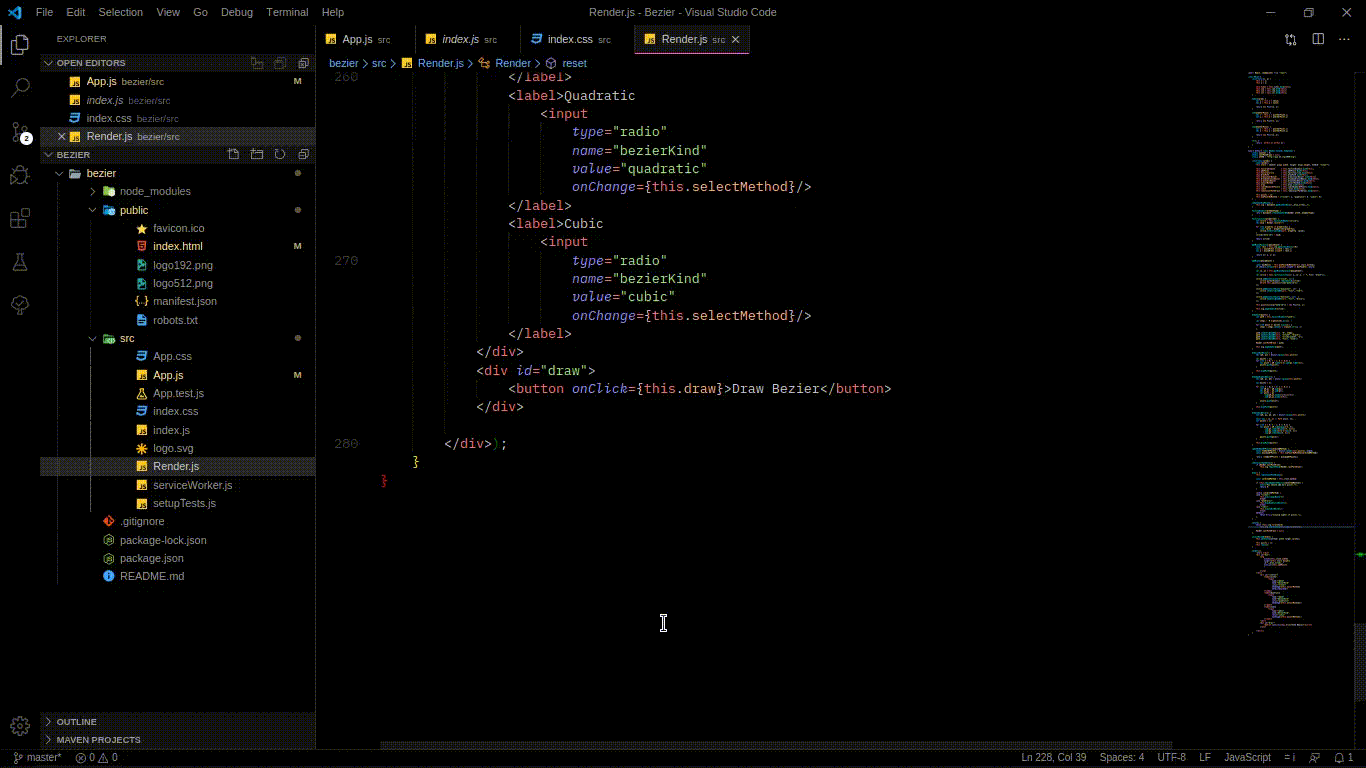 File Edit Selection View Go Debug Terminal Help
Render.js - Bezier - Visual Studio Code
EXPLORER
OPEN EDITORS
App.js bezier/src M
index.js bezier/src
index.css bezier/src
Render.js bezier/src
2
BEZIER
bezier
node_modules
public
favicon.ico
index.html M
logo192.png
logo512.png
manifest.json
robots.txt
src
App.css
App.js M
App.test.js
index.css
index.js
logo.svg
Render.js
serviceWorker.js
setupTests.js
.gitignore
package-lock.json
package.json
README.md
OUTLINE
MAVEN PROJECTS
App.js src index.js src index.css src Render.js src
bezier > src > Render.js > Render > reset
260 </label>
<label>Quadratic
<input
type="radio"
name="bezierKind"
value="quadratic"
onChange={this.selectMethod}/>
</label>
<label>Cubic
<input
270 type="radio"
name="bezierKind"
value="cubic"
onChange={this.selectMethod}/>
</label>
</div>
<div id="draw">
<button onClick={this.draw}>Draw Bezier</button>
</div>
280 </div>);
}
}
master* 0 0 Ln 228, Col 39 Spaces: 4 UTF-8 LF JavaScript = i 1